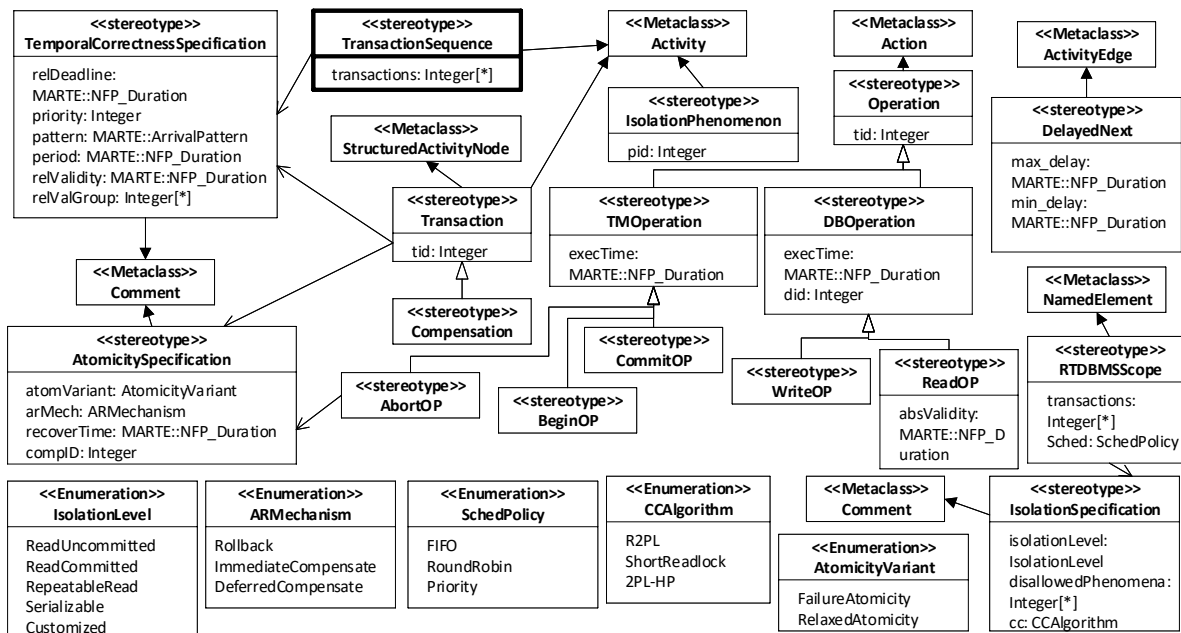 <<stereotype>>
TemporalCorrectnessSpecification
relDeadline:
MARTE::NFP_Duration
priority: Integer
pattern: MARTE::ArrivalPattern
period: MARTE::NFP_Duration
relValidity: MARTE::NFP_Duration
relValGroup: Integer[*]
<<stereotype>>
TransactionSequence
transactions: Integer[*]
<<Metaclass>>
Activity
<<Metaclass>>
Action
<<Metaclass>>
ActivityEdge
<<stereotype>>
IsolationPhenomenon
pid: Integer
<<stereotype>>
Operation
tid: Integer
<<stereotype>>
DelayedNext
max_delay:
MARTE::NFP_Duration
min_delay:
MARTE::NFP_Duration
<<Metaclass>>
StructuredActivityNode
<<stereotype>>
Transaction
tid: Integer
<<stereotype>>
TMOperation
execTime:
MARTE::NFP_Duration
<<stereotype>>
DBOperation
execTime:
MARTE::NFP_Duration
did: Integer
<<Metaclass>>
Comment
<<Metaclass>>
NamedElement
<<stereotype>>
Compensation
<<stereotype>>
AtomicitySpecification
atomVariant: AtomicityVariant
arMech: ARMechanism
recoverTime: MARTE::NFP_Duration
compID: Integer
<<stereotype>>
AbortOP
<<stereotype>>
BeginOP
<<stereotype>>
CommitOP
<<stereotype>>
WriteOP
<<stereotype>>
ReadOP
absValidity:
MARTE::NFP_D
uration
<<stereotype>>
RTDBMSScope
transactions:
Integer[*]
Sched: SchedPolicy
<<Enumeration>>
IsolationLevel
ReadUncommitted
ReadCommitted
RepeatableRead
Serializable
Customized
<<Enumeration>>
ARMechanism
Rollback
ImmediateCompensate
DeferredCompensate
<<Enumeration>>
SchedPolicy
FIFO
RoundRobin
Priority
<<Enumeration>>
CCAlgorithm
R2PL
ShortReadlock
2PL-HP
<<Metaclass>>
Comment
<<Enumeration>>
AtomicityVariant
FailureAtomicity
RelaxedAtomicity
<<stereotype>>
IsolationSpecification
isolationLevel:
IsolationLevel
disallowedPhenomena:
Integer[*]
cc: CCAlgorithm